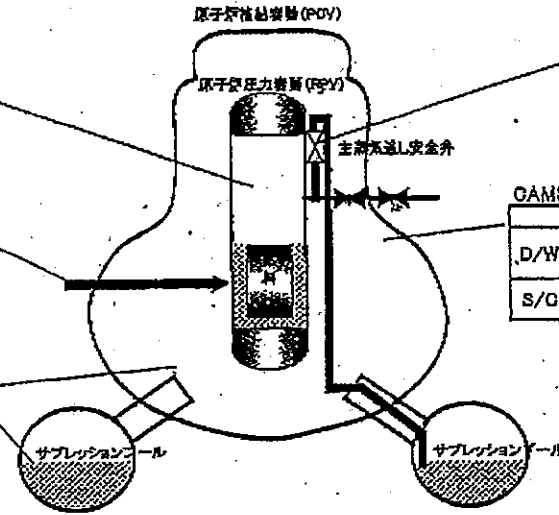 原子炉格納容器(PCV)
原子炉圧力容器(RPV)
主蒸気逃し安全弁
CAMS
D/W
S/C
炉
サプレッションプール
サプレッションプール